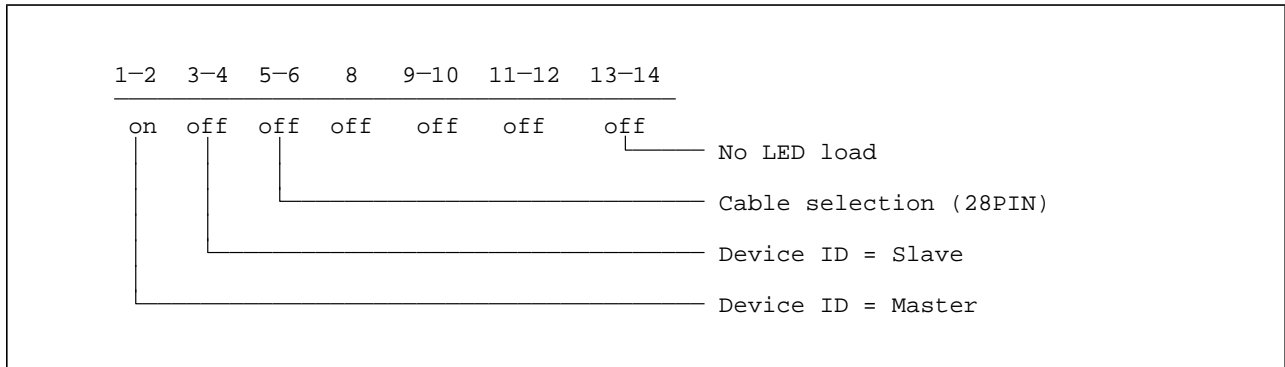 1-2 3-4 5-6 8 9-10 11-12 13-14
on off off off off off off
No LED load
Cable selection (28PIN)
Device ID = Slave
Device ID = Master